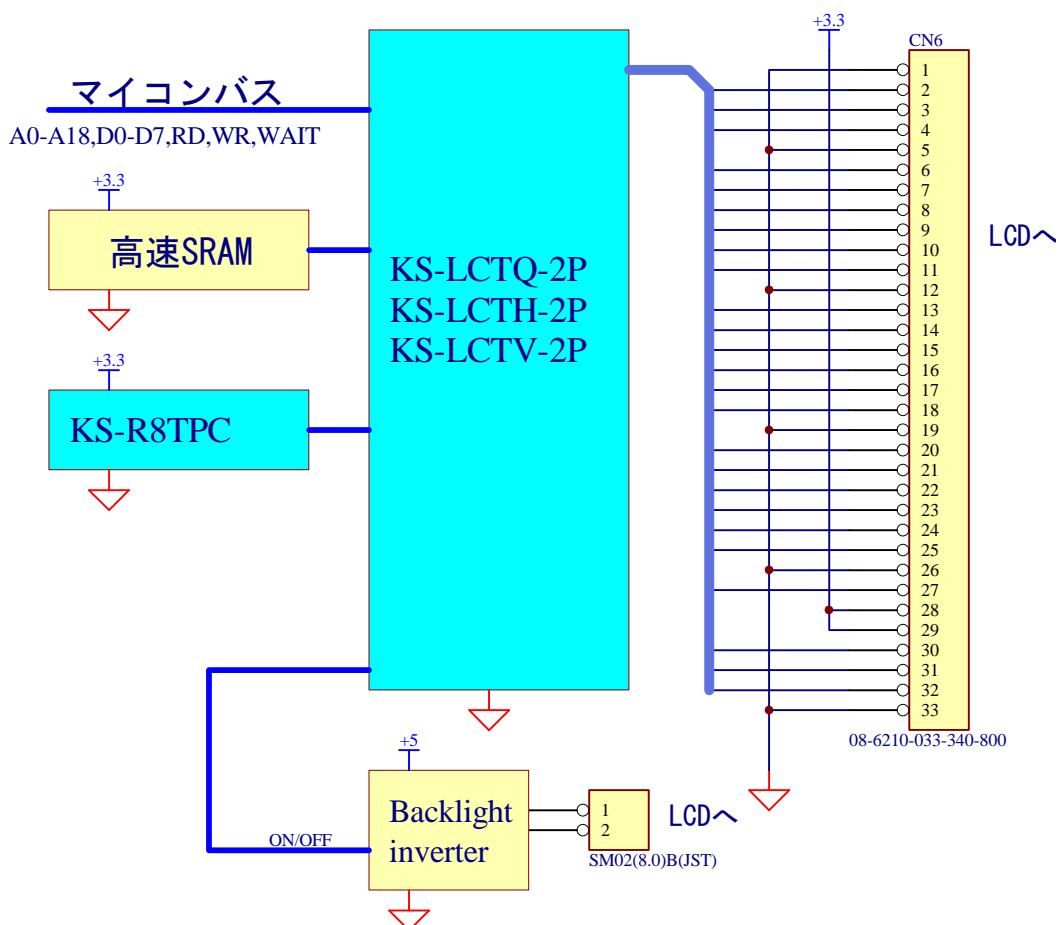 マイコンバス
A0-A18,D0-D7,RD,WR,WAIT
+3.3
高速SRAM
+3.3
KS-R8TPC
KS-LCTQ-2P
KS-LCTH-2P
KS-LCTV-2P
+3.3
CN6
1
2
3
4
5
6
7
8
9
10
11
12
13
14
15
16
17
18
19
20
21
22
23
24
25
26
27
28
29
30
31
32
33
LCDへ
08-6210-033-340-800
+5
ON/OFF
Backlight
inverter
1
2
LCDへ
SM02(8.0)B(JST)